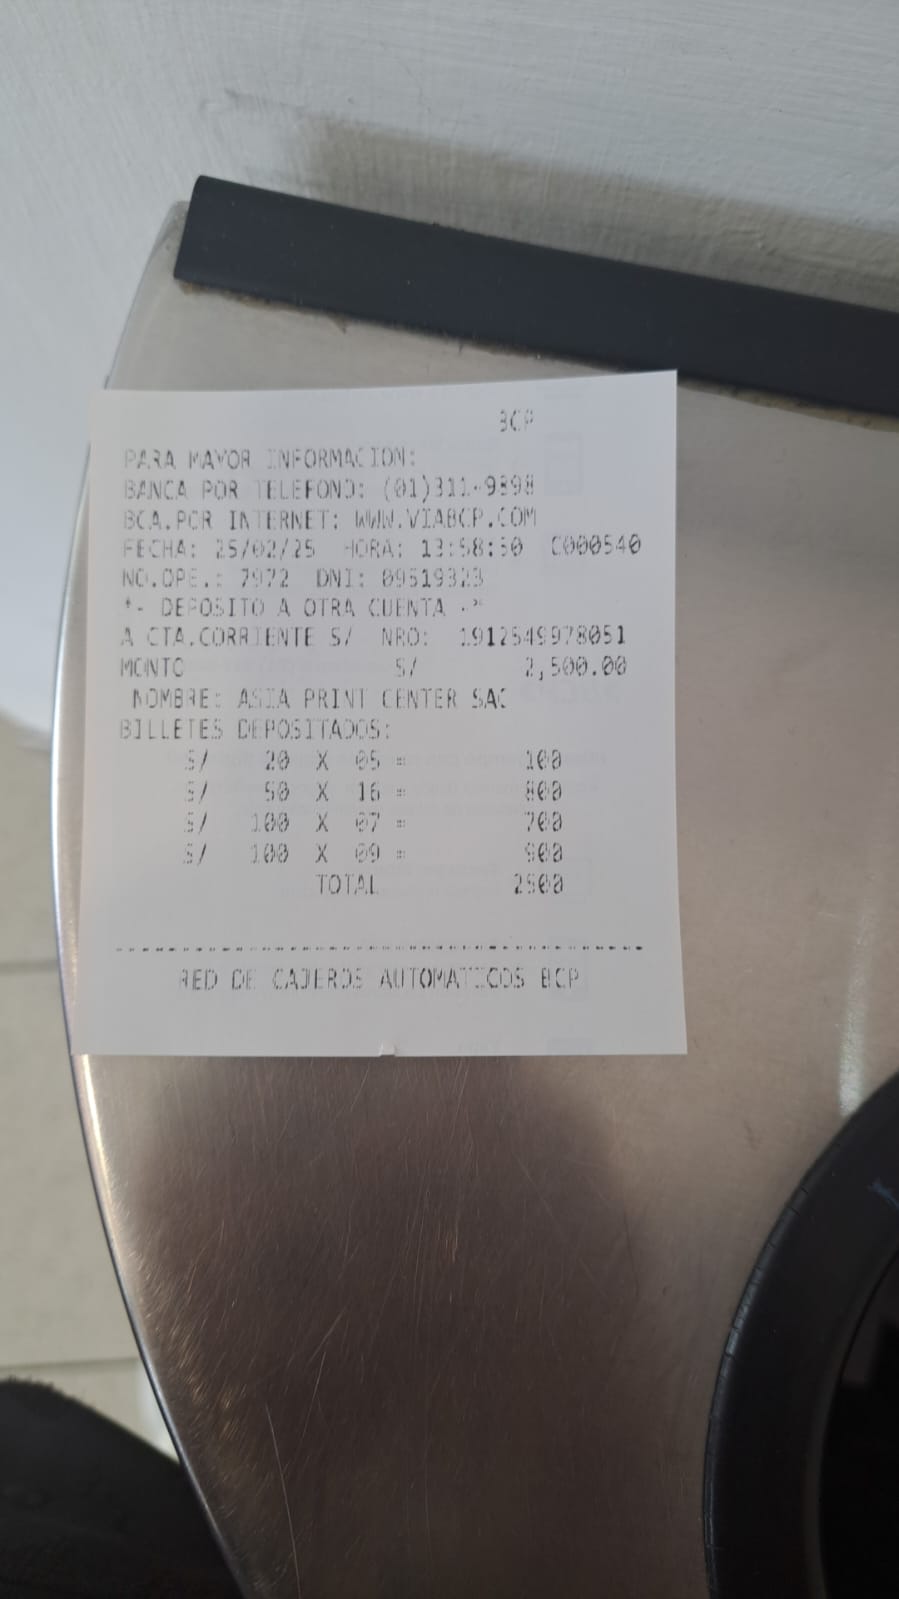 BCP
PARA MAYOR INFORMACION:
BANCA POR TELEFONO: (01)311-9898
BCA.POR INTERNET: WWW.VIABCP.COM
FECHA: 25/02/25 HORA: 13:58:50 C000540
NO.OPE.: 7972 DNI: 09519323
*- DEPOSITO A OTRA CUENTA -*
A CTA.CORRIENTE S/ NRO: 1912549978051
MONTO S/ 2,500.00
NOMBRE: ASIA PRINT CENTER SAC
BILLETES DEPOSITADOS:
S/ 20 X 05 = 100
S/ 50 X 16 = 800
S/ 100 X 07 = 700
S/ 100 X 09 = 900
TOTAL 2500
RED DE CAJEROS AUTOMATICOS BCP